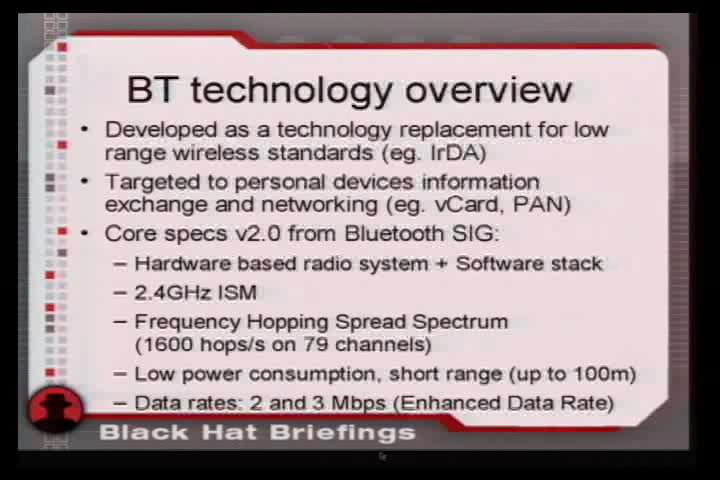 BT technology overview
• Developed as a technology replacement for low
range wireless standards (eg. IrDA)
• Targeted to personal devices information
exchange and networking (eg. vCard, PAN)
• Core specs v2.0 from Bluetooth SIG:
– Hardware based radio system + Software stack
– 2.4GHz ISM
– Frequency Hopping Spread Spectrum
(1600 hops/s on 79 channels)
– Low power consumption, short range (up to 100m)
– Data rates: 2 and 3 Mbps (Enhanced Data Rate)
Black Hat Briefings